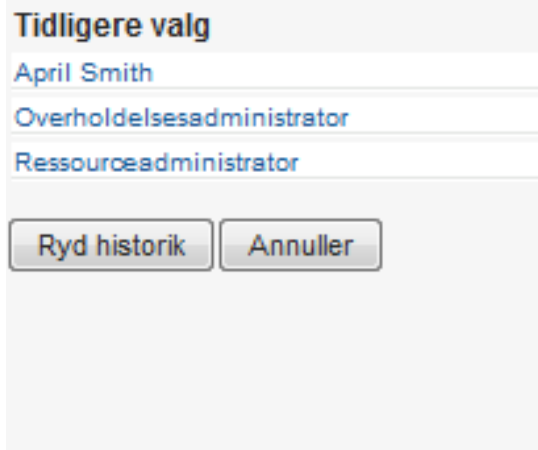 Tidligere valg
April Smith
Overholdelsesadministrator
Ressourceadministrator
Ryd historik
Annuller